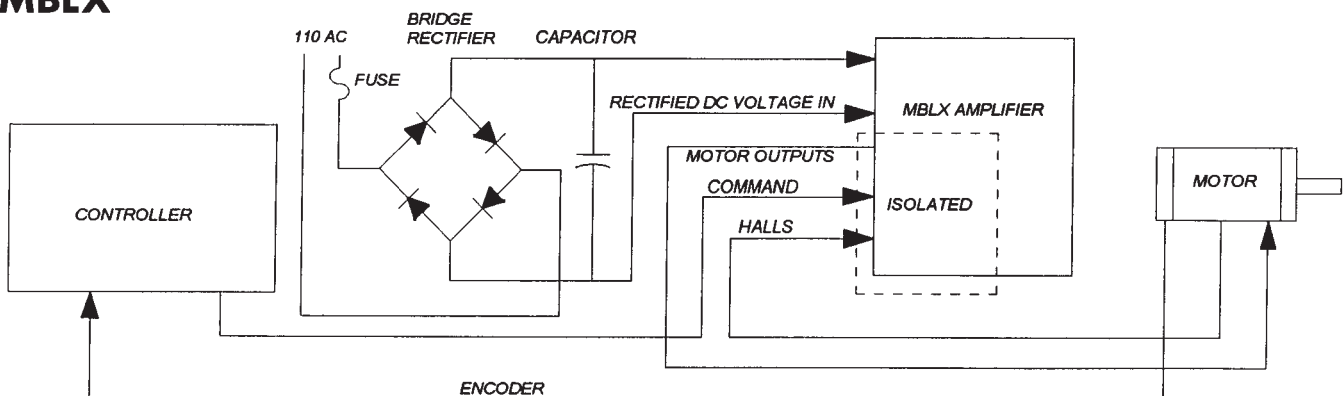 MBLX
110 AC
BRIDGE
RECTIFIER
CAPACITOR
FUSE
RECTIFIED DC VOLTAGE IN
MBLX AMPLIFIER
MOTOR OUTPUTS
COMMAND
ISOLATED
HALLS
MOTOR
CONTROLLER
ENCODER